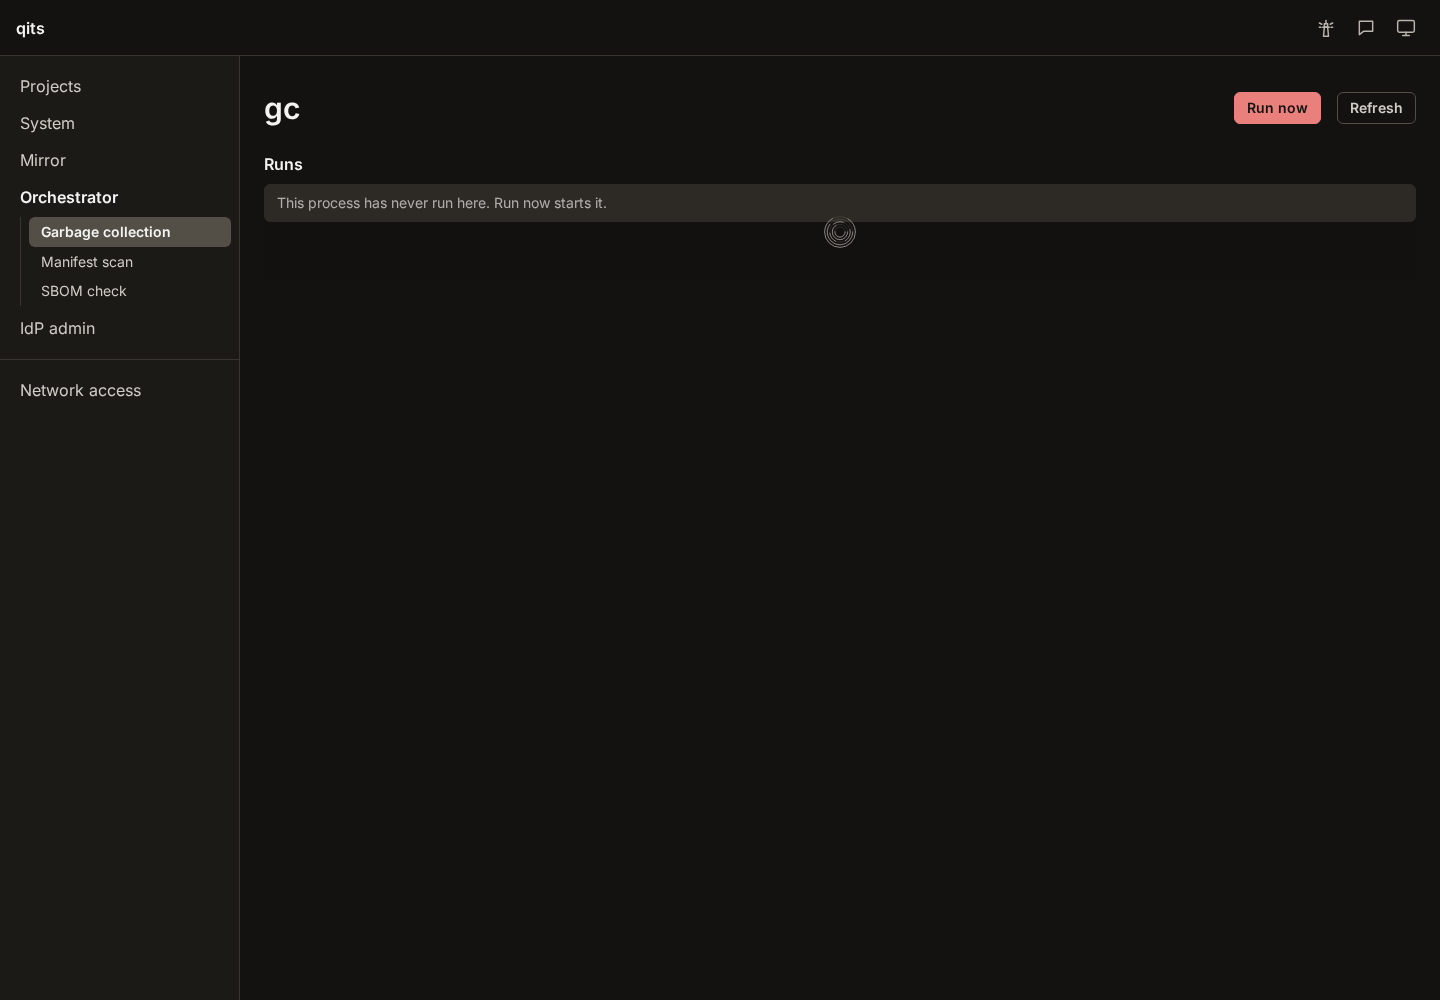 qits
Projects
System
Mirror
Orchestrator
Garbage collection
Manifest scan
SBOM check
IdP admin
Network access
gc
Run now
Refresh
Runs
This process has never run here. Run now starts it.